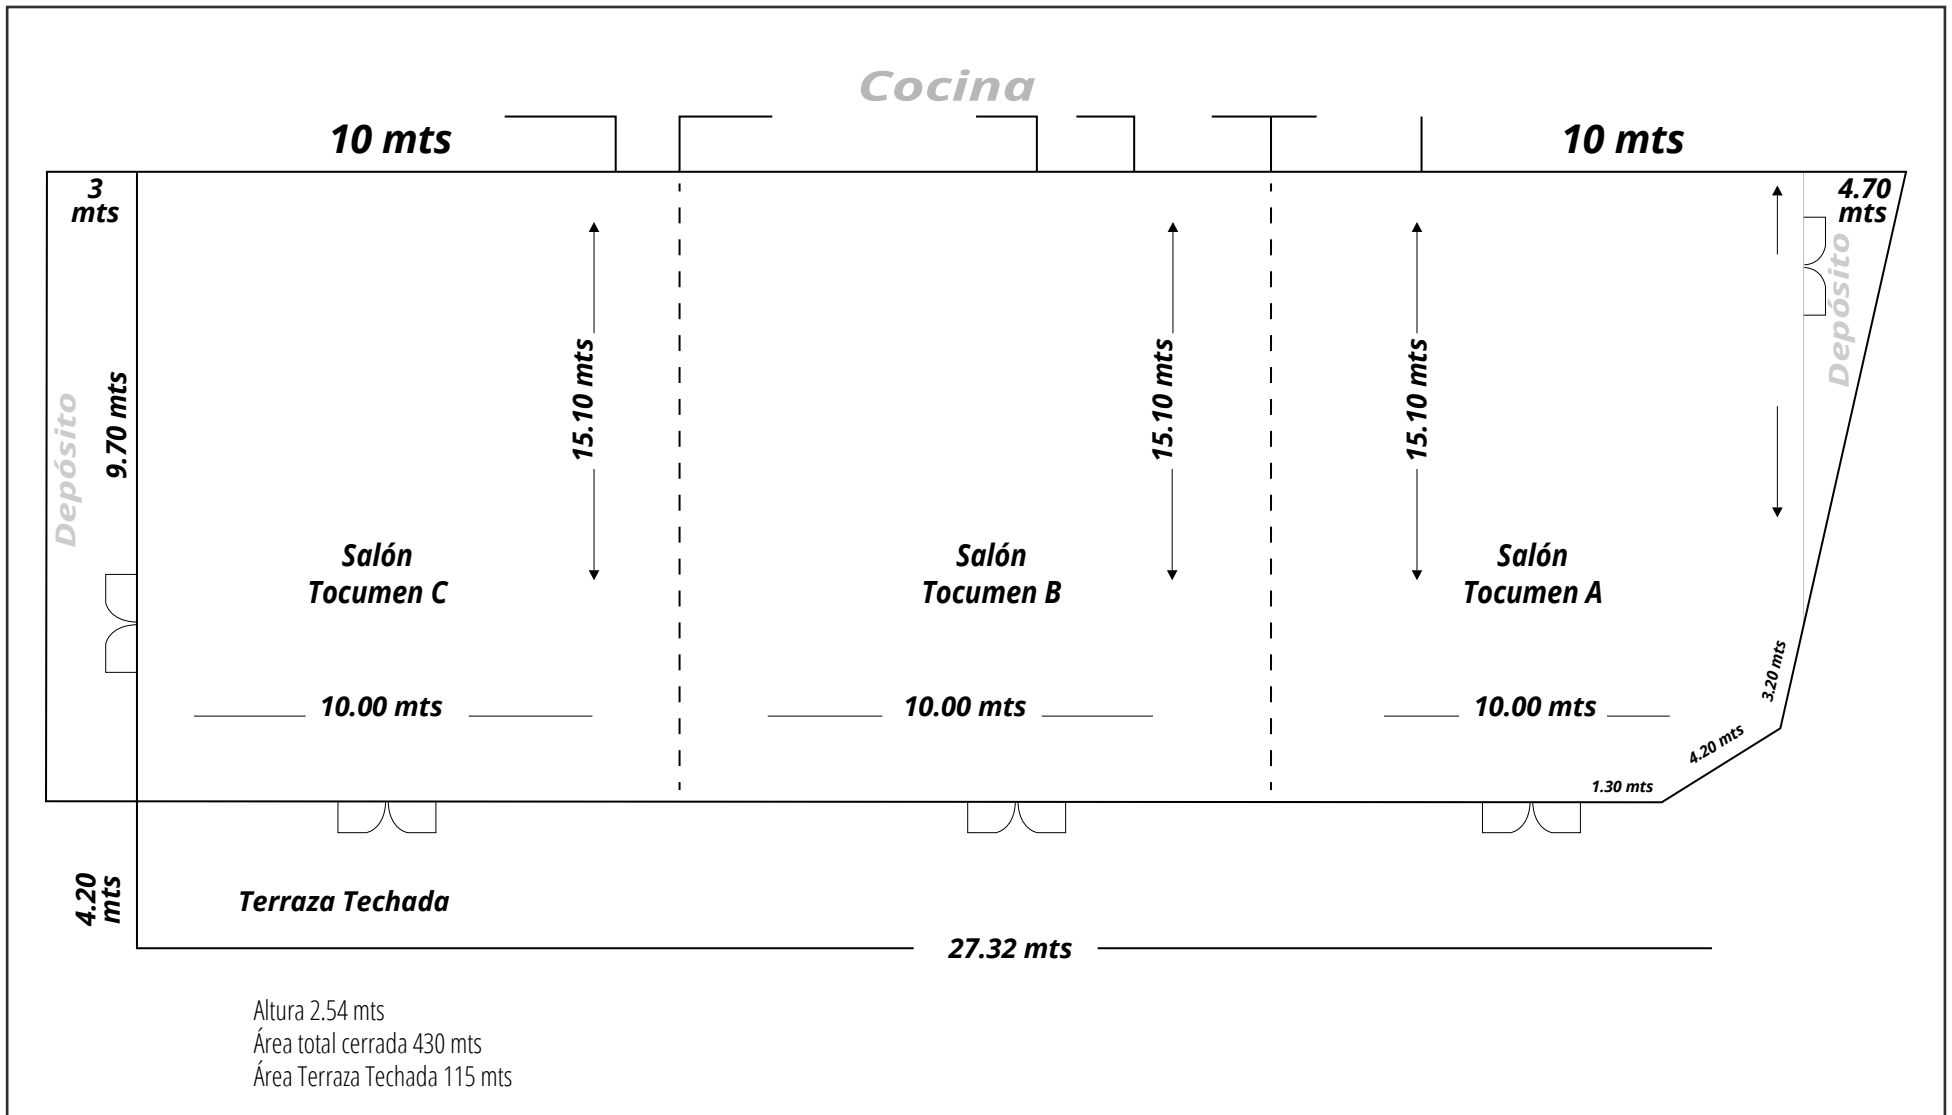 Cocina
10 mts
10 mts
3
mts
4.70
mts
Depósito
9.70 mts
15.10 mts
15.10 mts
15.10 mts
Depósito
Salón
Tocumen C
Salón
Tocumen B
Salón
Tocumen A
10.00 mts
10.00 mts
10.00 mts
3.20 mts
4.20 mts
1.30 mts
4.20
mts
Terraza Techada
27.32 mts
Altura 2.54 mts
Área total cerrada 430 mts
Área Terraza Techada 115 mts